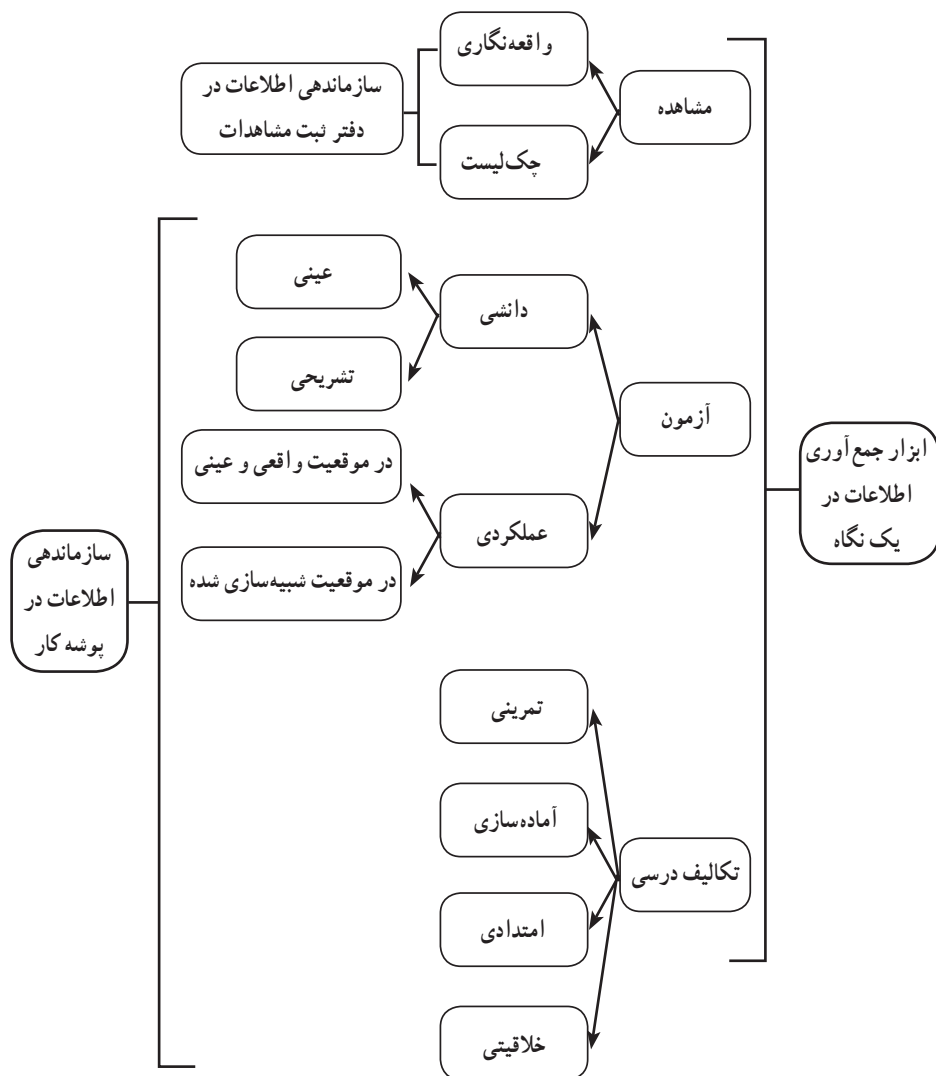 ابزار جمع‌آوری
اطلاعات در
یک نگاه
مشاهده
واقعه‌نگاری
چک‌لیست
سازماندهی اطلاعات در
دفتر ثبت مشاهدات
آزمون
دانشی
عینی
تشریحی
عملکردی
در موقعیت واقعی و عینی
در موقعیت شبیه‌سازی شده
تکالیف درسی
تمرینی
آماده‌سازی
امتدادی
خلاقیتی
سازماندهی
اطلاعات در
پوشه کار